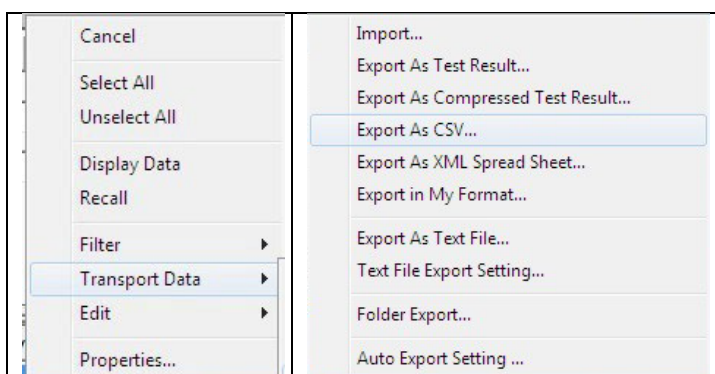 Cancel
Select All
Unselect All
Display Data
Recall
Filter
Transport Data
Edit
Properties...
Import...
Export As Test Result...
Export As Compressed Test Result...
Export As CSV...
Export As XML Spread Sheet...
Export in My Format...
Export As Text File...
Text File Export Setting...
Folder Export...
Auto Export Setting ...